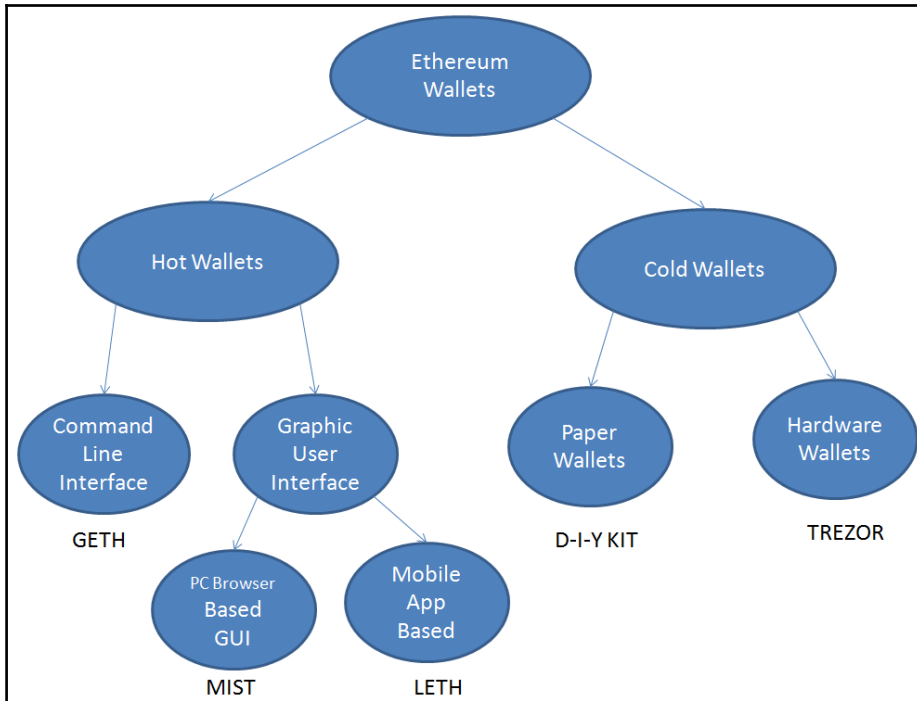 Ethereum
Wallets
Hot Wallets
Cold Wallets
Command
Line
Interface
Graphic
User
Interface
Paper
Wallets
Hardware
Wallets
GETH
D-I-Y KIT
TREZOR
PC Browser
Based
GUI
Mobile
App
Based
MIST
LETH